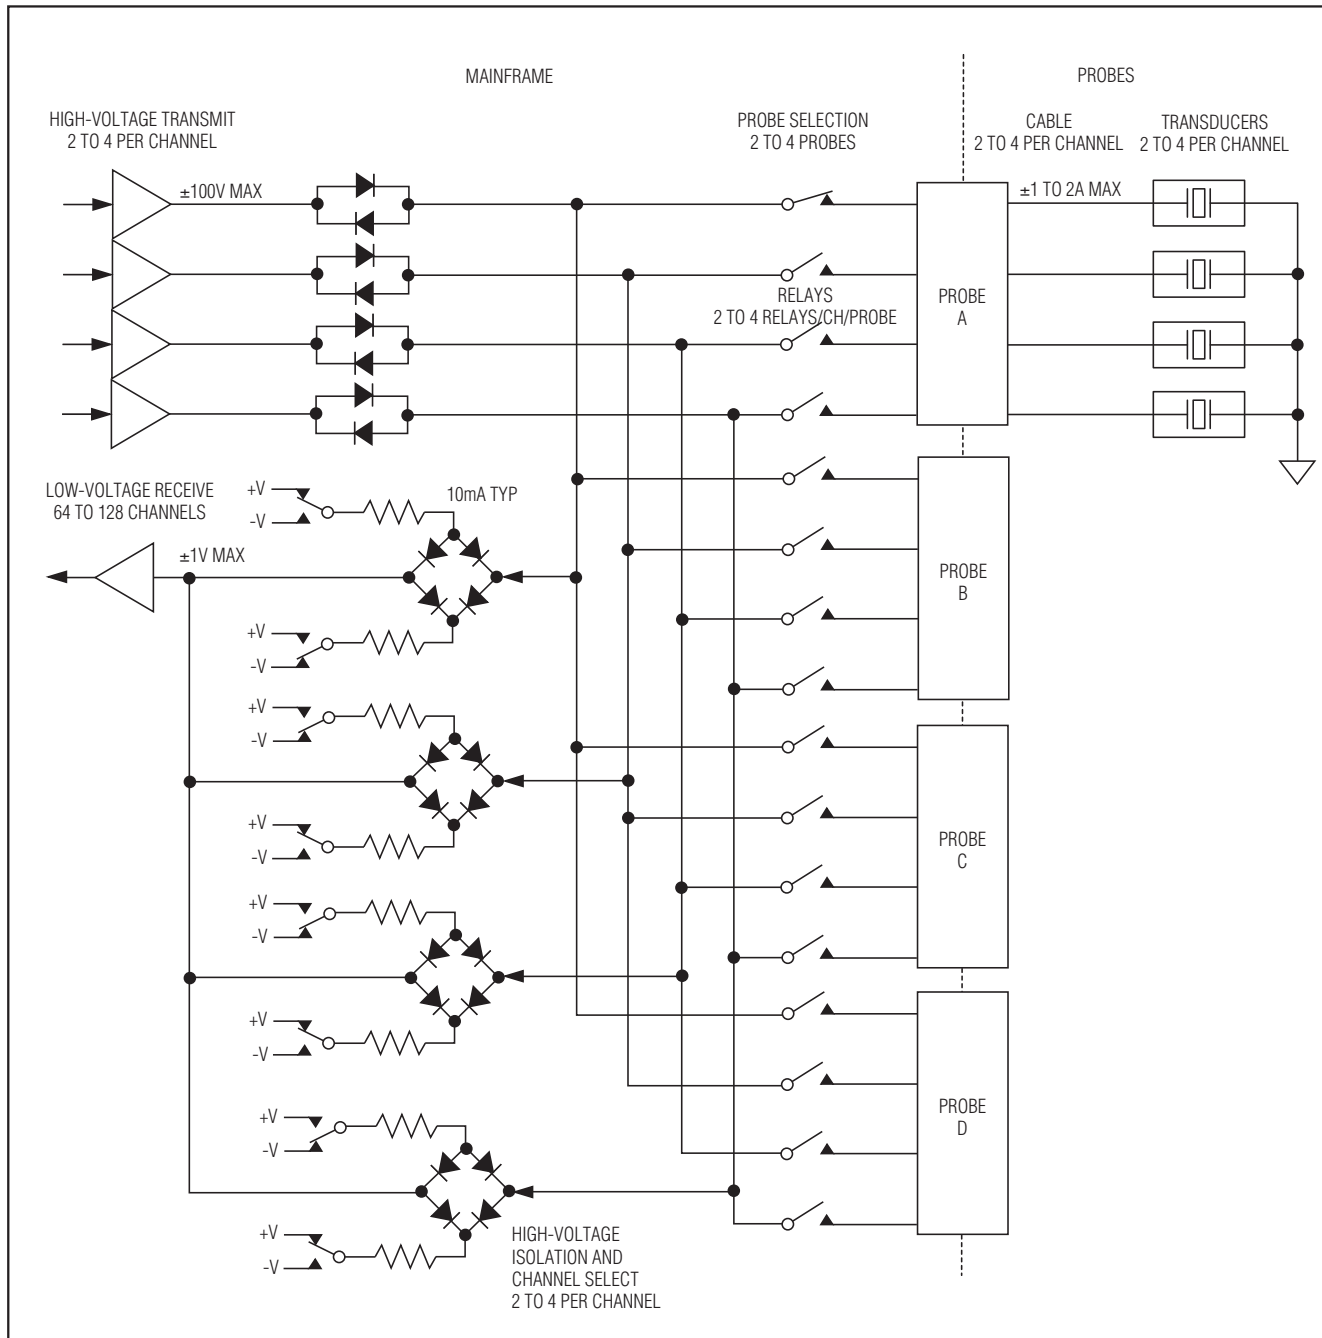 MAINFRAME
PROBES
HIGH-VOLTAGE TRANSMIT
2 TO 4 PER CHANNEL
PROBE SELECTION
2 TO 4 PROBES
CABLE
2 TO 4 PER CHANNEL
TRANSDUCERS
2 TO 4 PER CHANNEL
±100V MAX
±1 TO 2A MAX
RELAYS
2 TO 4 RELAYS/CH/PROBE
PROBE
A
LOW-VOLTAGE RECEIVE
64 TO 128 CHANNELS
+V
-V
10mA TYP
±1V MAX
PROBE
B
+V
-V
+V
-V
+V
-V
PROBE
C
+V
-V
+V
-V
PROBE
D
+V
-V
+V
-V
HIGH-VOLTAGE
ISOLATION AND
CHANNEL SELECT
2 TO 4 PER CHANNEL